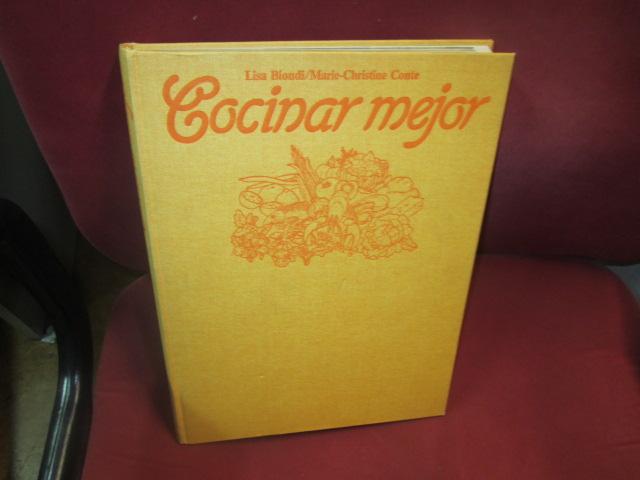 Lisa Biondi/Marie-Christine Conte
Cocinar mejor